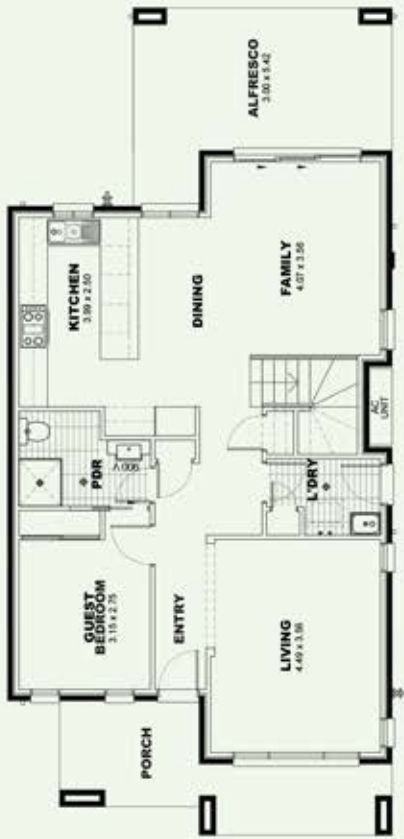 ALFRESCO
3.00 x 5.42
KITCHEN
3.99 x 2.50
DINING
FAMILY
4.07 x 3.56
AC
UNIT
PDR
900 V
L'DRY
GUEST
BEDROOM
3.15 x 2.75
ENTRY
LIVING
4.49 x 3.56
PORCH